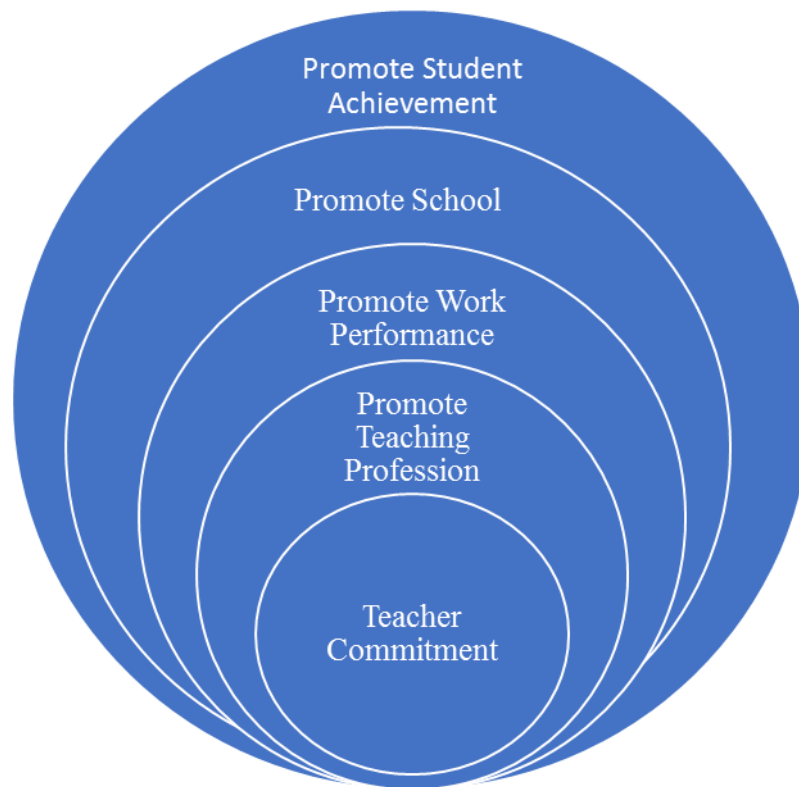 Promote Student
Achievement
Promote School
Promote Work
Performance
Promote
Teaching
Profession
Teacher
Commitment